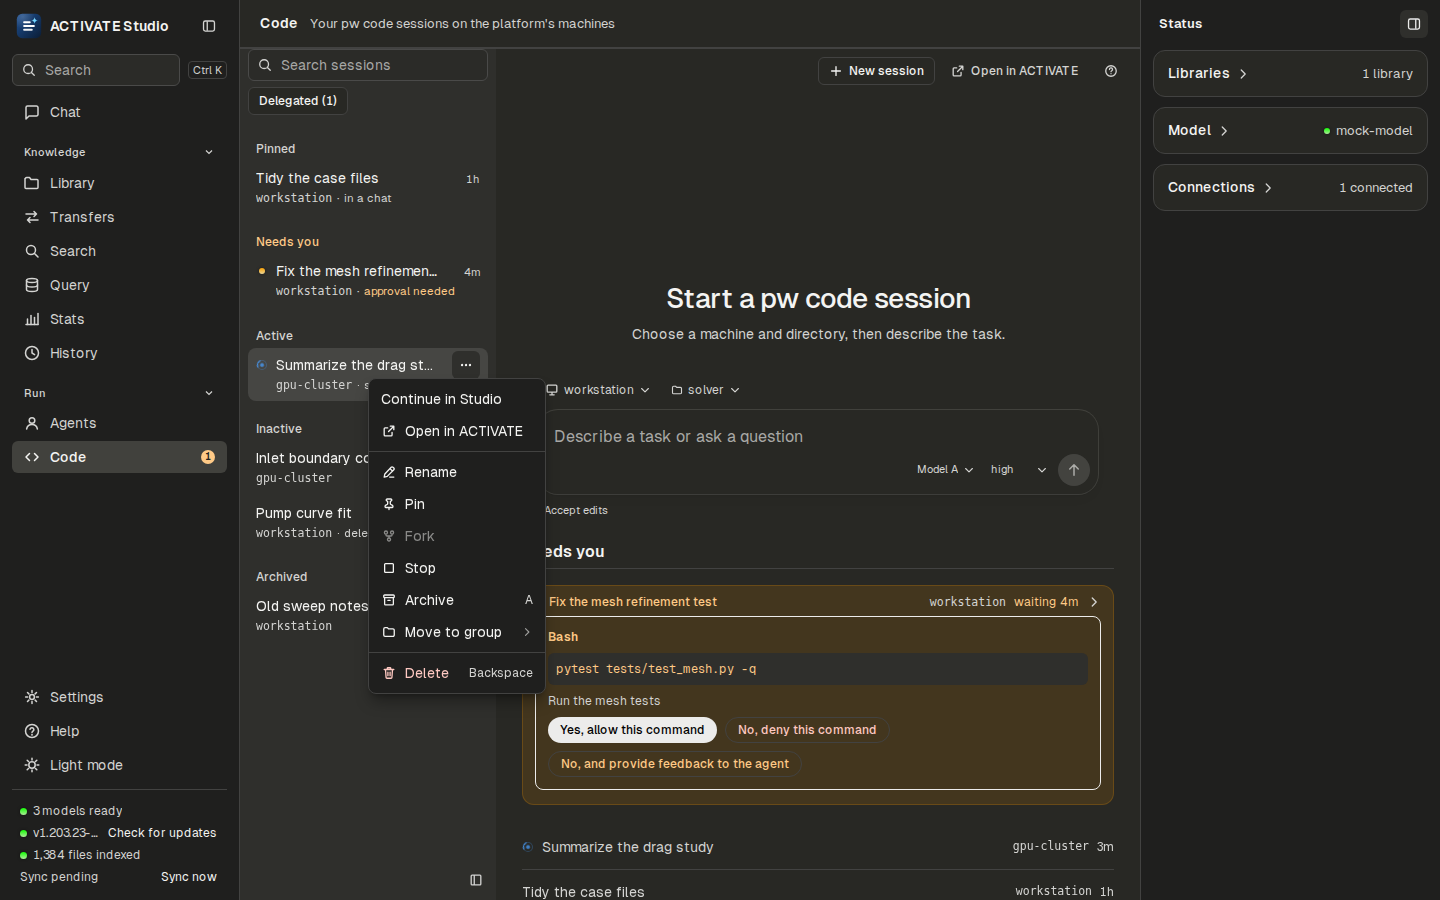 ACTIVATE Studio
Search
Ctrl K
Chat
Knowledge
Library
Transfers
Search
Query
Stats
History
Run
Agents
Code
1
Settings
Help
Light mode
3 models ready
v1.203.23-... Check for updates
1,384 files indexed
Sync pending Sync now
Code Your pw code sessions on the platform's machines
Search sessions
Delegated (1)
Pinned
Tidy the case files 1h
workstation · in a chat
Needs you
Fix the mesh refinemen... 4m
workstation · approval needed
Active
Summarize the drag st...
gpu-cluster · s
Inactive
Inlet boundary co
gpu-cluster
Pump curve fit
workstation · dele
Archived
Old sweep notes
workstation
Continue in Studio
Open in ACTIVATE
Rename
Pin
Fork
Stop
Archive A
Move to group
Delete Backspace
New session
Open in ACTIVATE
Start a pw code session
Choose a machine and directory, then describe the task.
workstation solver
Describe a task or ask a question
Model A high
Accept edits
eds you
Fix the mesh refinement test workstation waiting 4m
Bash
pytest tests/test_mesh.py -q
Run the mesh tests
Yes, allow this command No, deny this command
No, and provide feedback to the agent
Summarize the drag study gpu-cluster 3m
Tidy the case files workstation 1h
Status
Libraries 1 library
Model mock-model
Connections 1 connected